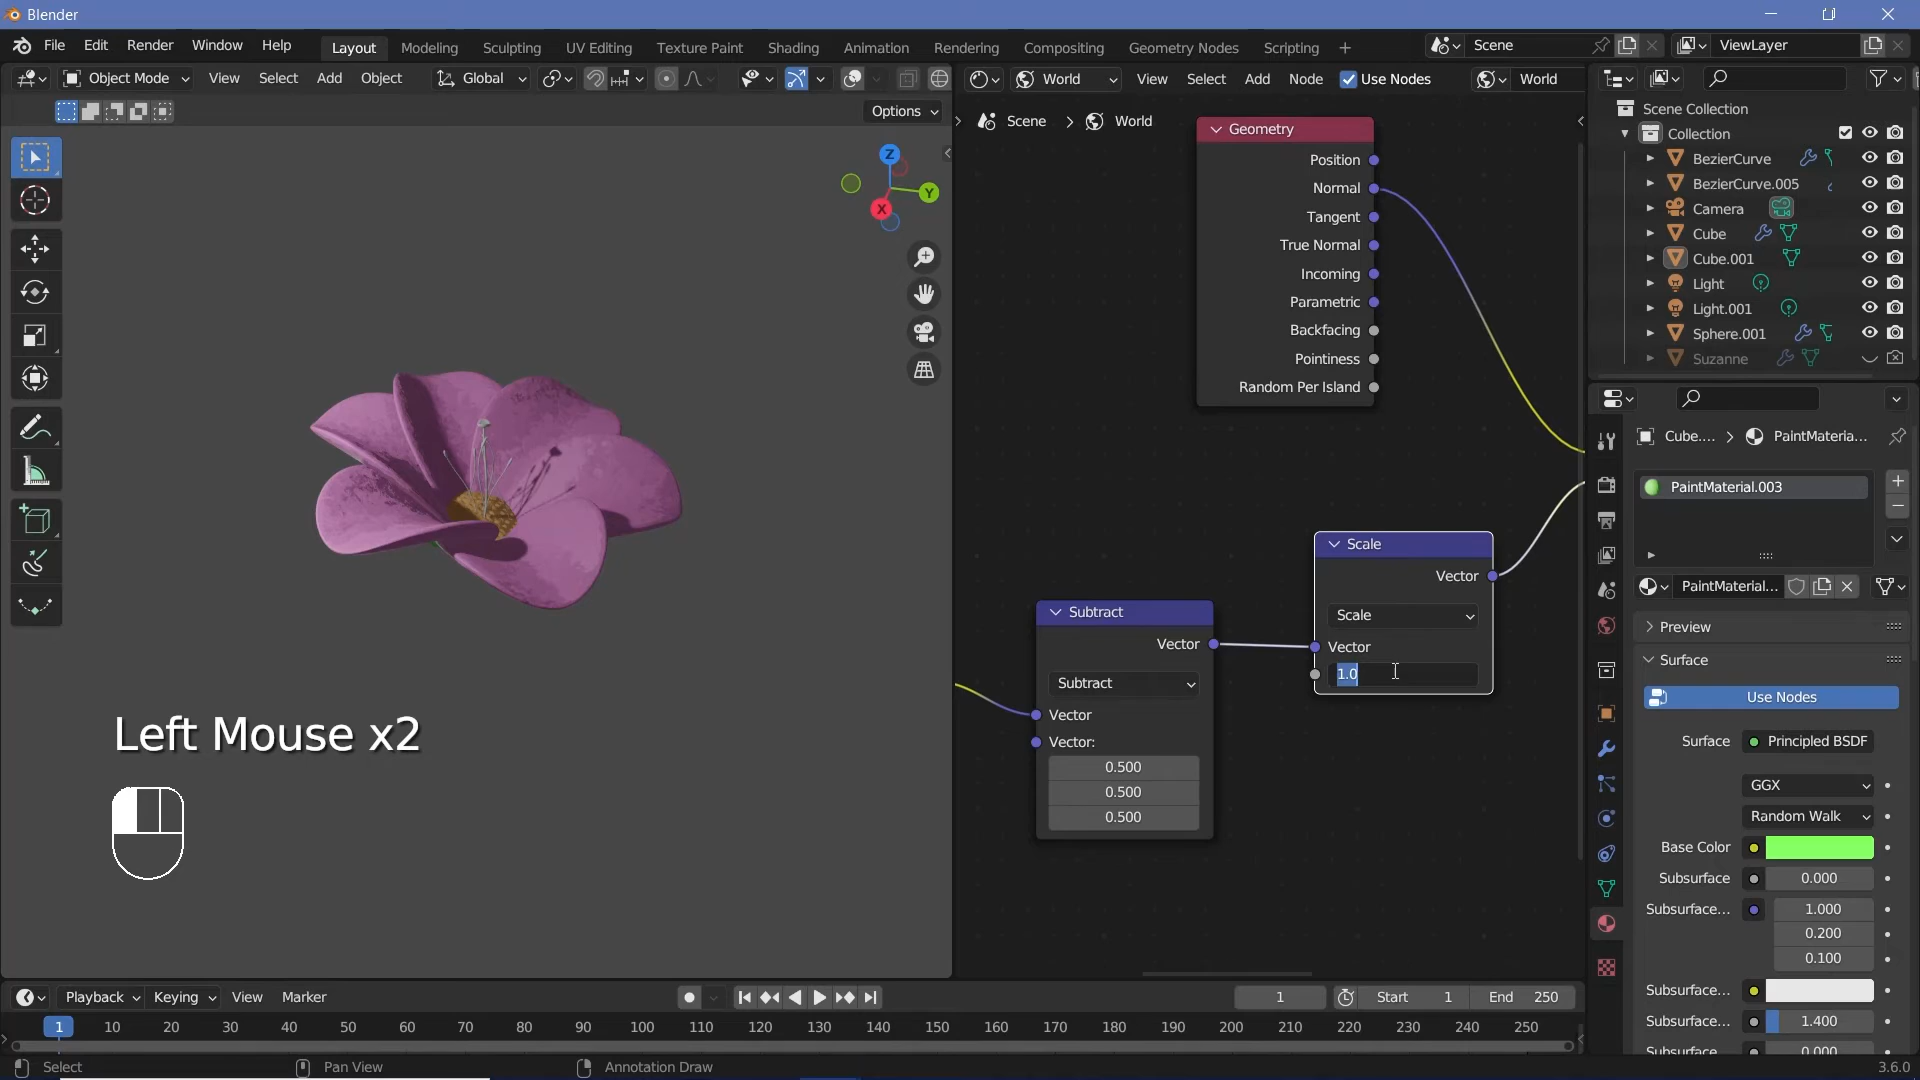 Blender
File Edit Render Window Help
Layout Modeling Sculpting UV Editing Texture Paint Shading Animation Rendering Compositing Geometry Nodes Scripting +
Scene
ViewLayer
Object Mode View Select Add Object Global
World View Select Add Node Use Nodes World
Options
Scene > World
Z
Y
X
Geometry
Position
Normal
Tangent
True Normal
Incoming
Parametric
Backfacing
Pointiness
Random Per Island
Scale
Vector
Scale
Vector
1.0
Subtract
Vector
Subtract
Vector
Vector:
0.500
0.500
0.500
Left Mouse x2
Scene Collection
Collection
BezierCurve
BezierCurve.005
Camera
Cube
Cube.001
Light
Light.001
Sphere.001
Suzanne
Cube.... > PaintMateria...
PaintMaterial.003
PaintMaterial...
Preview
Surface
Use Nodes
Surface Principled BSDF
GGX
Random Walk
Base Color
Subsurface 0.000
Subsurface... 1.000
0.200
0.100
Subsurface...
Subsurface... 1.400
Subsurface 0.000
Playback Keying View Marker
1 Start 1 End 250
1 10 20 30 40 50 60 70 80 90 100 110 120 130 140 150 160 170 180 190 200 210 220 230 240 250
Select Pan View Annotation Draw 3.6.0